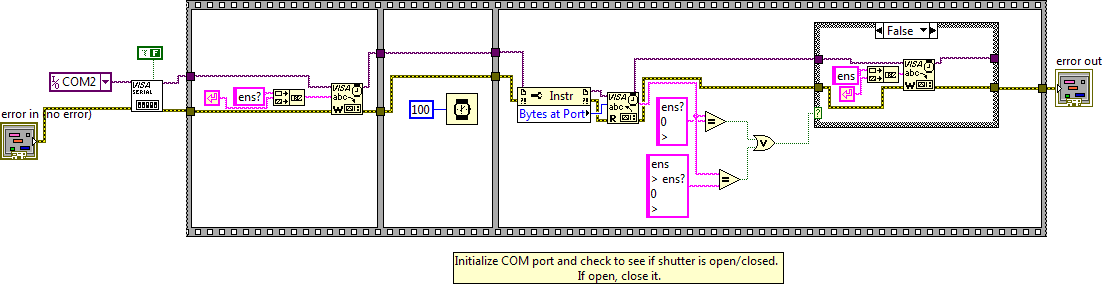 COM2
F
VISA
SERIAL
error in (no error)
ens?
VISA
abc
W
100
Instr
Bytes at Port
VISA
abc
R
ens?
0
>
ens
> ens?
0
>
=
=
V
False
ens
VISA
abc
W
?
error out
Initialize COM port and check to see if shutter is open/closed.
If open, close it.